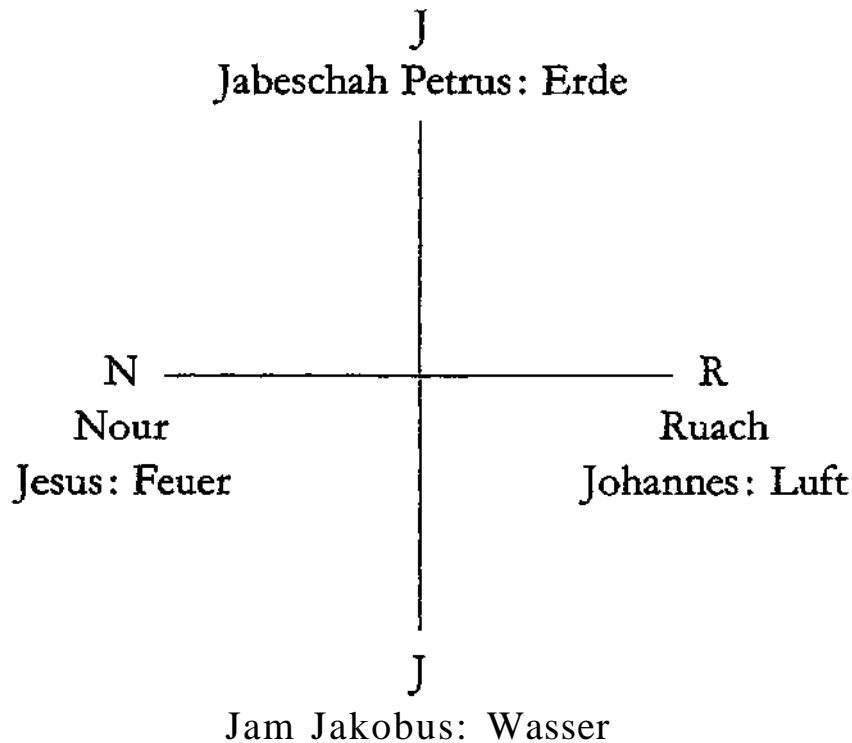 J
Jabeschah Petrus: Erde
N
R
Nour
Ruach
Jesus: Feuer
Johannes: Luft
J
Jam Jakobus: Wasser